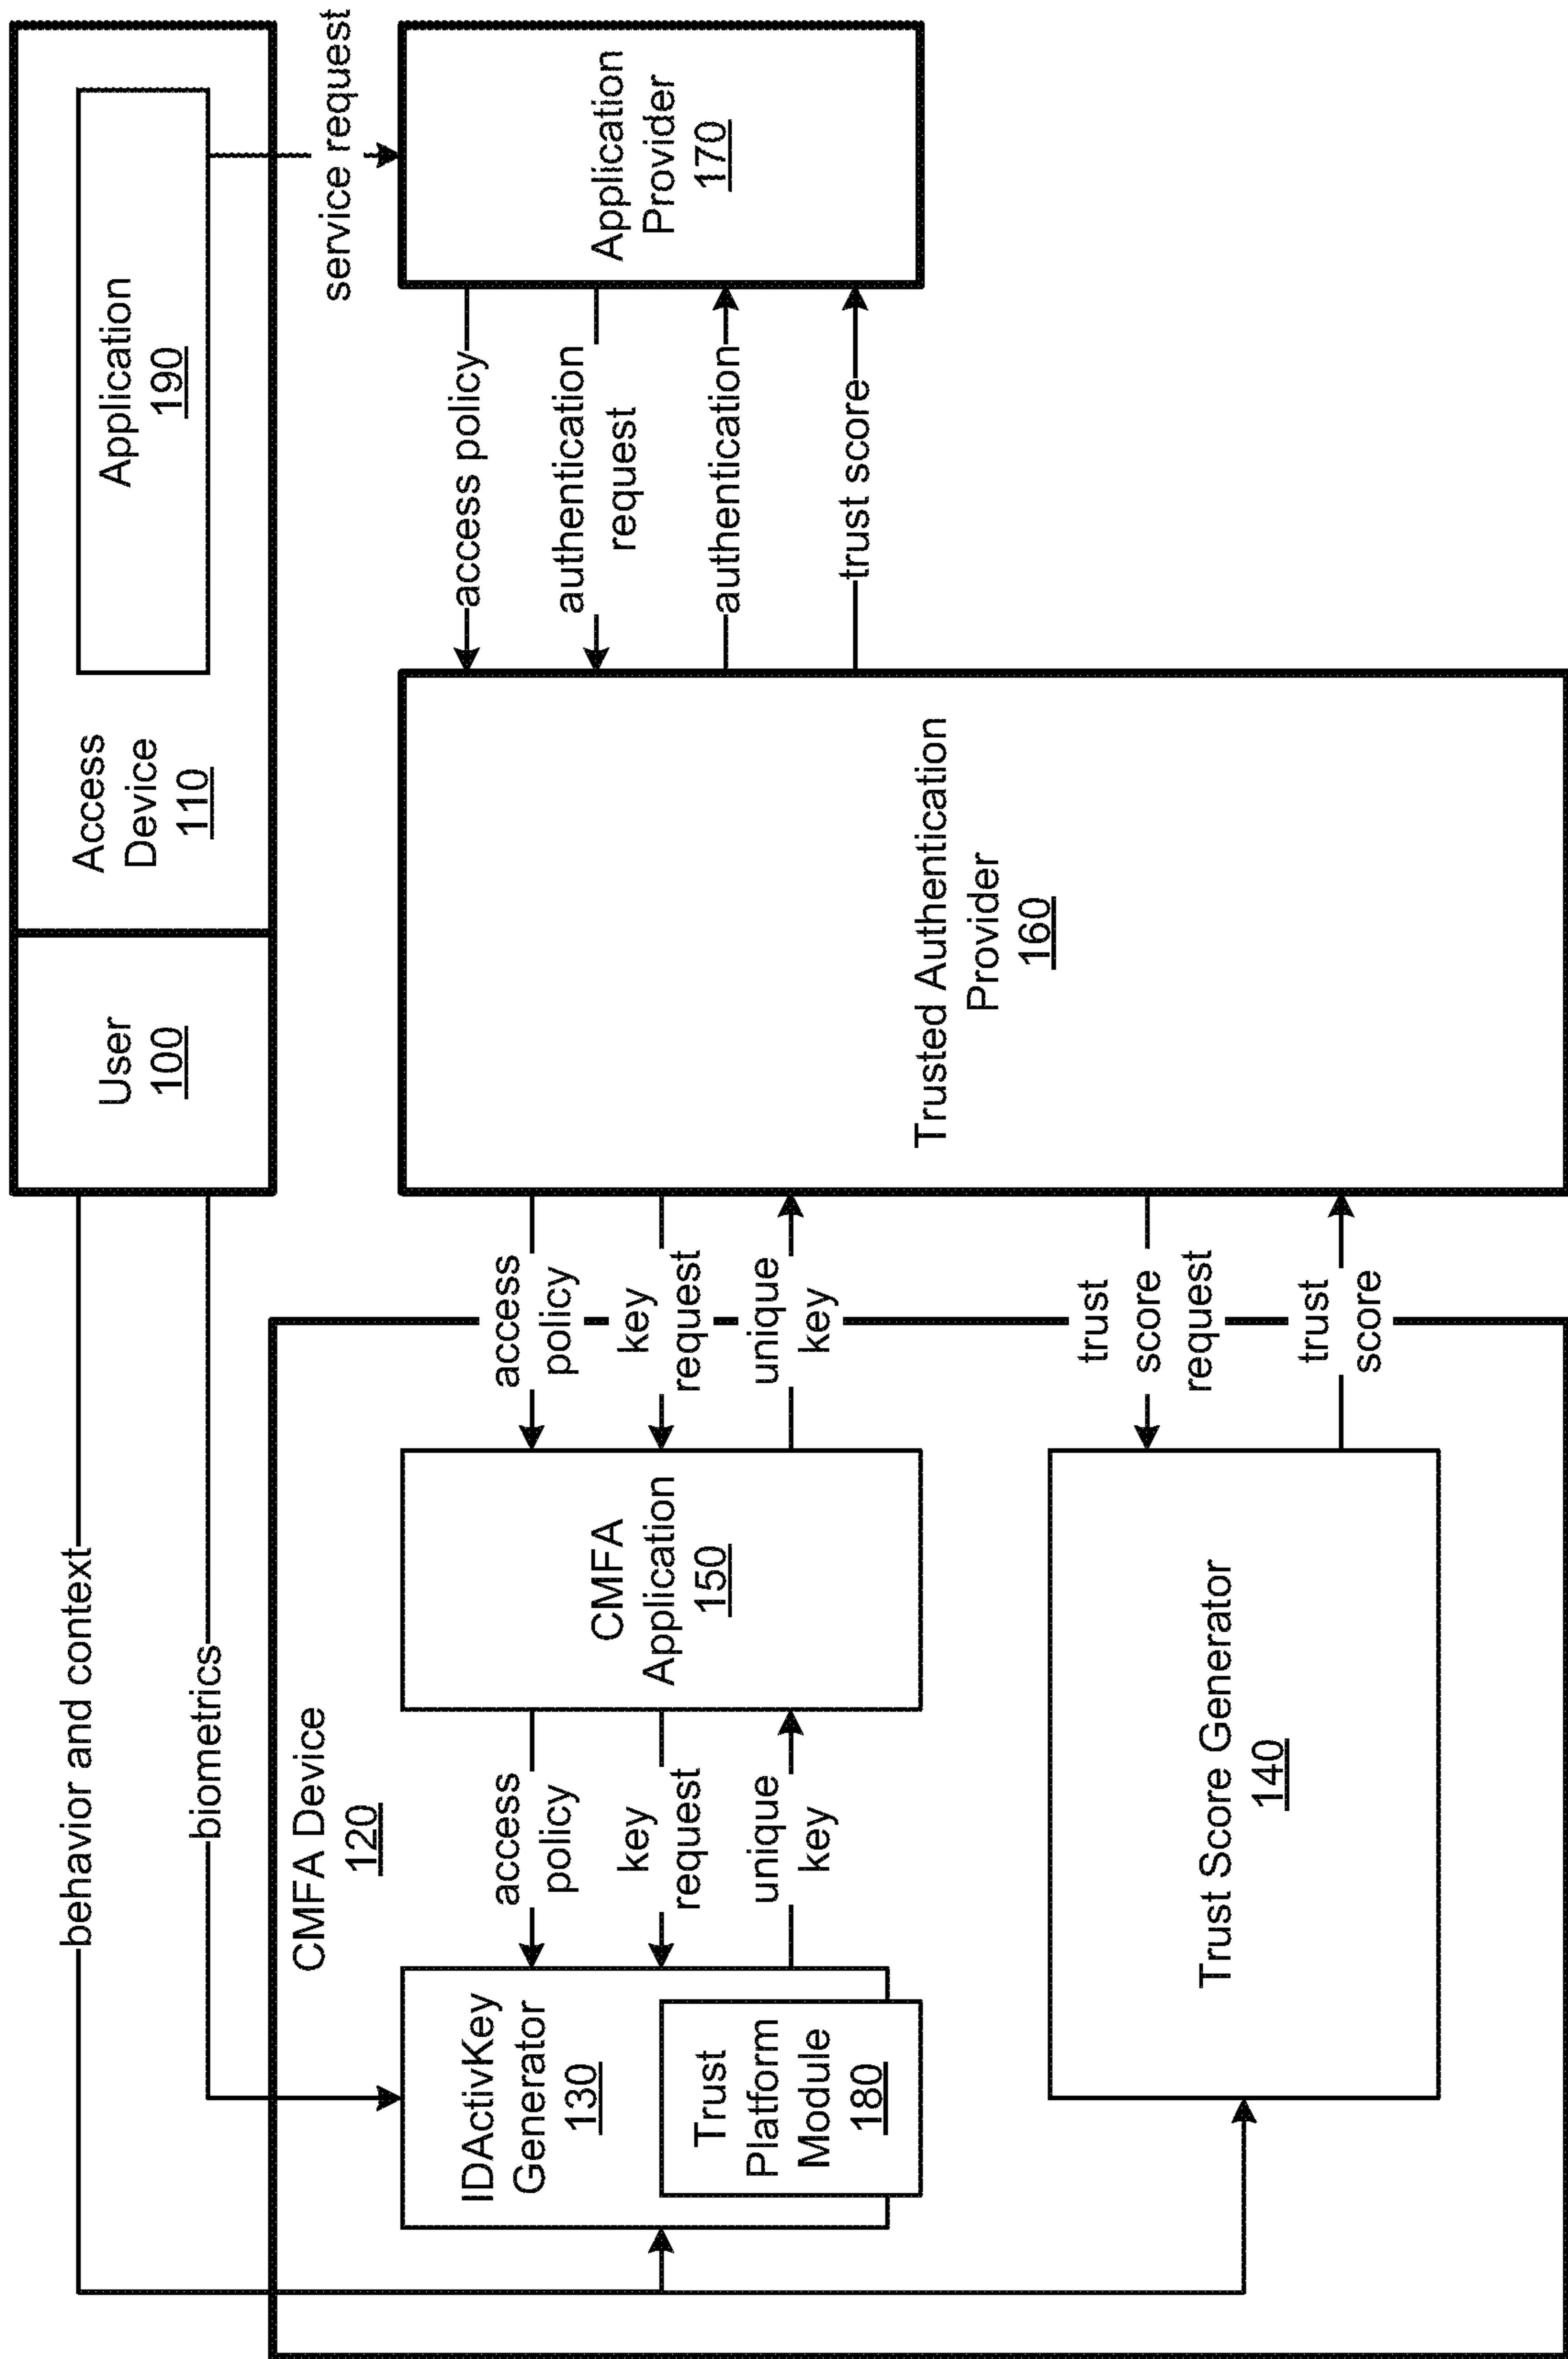 behavior and context
biometrics
User
100
Access
Device
110
Application
190
service request
CMFA Device
120
IDActivKey
Generator
130
Trust
Platform
Module
180
access
policy
key
request
unique
key
CMFA
Application
150
access
policy
key
request
unique
key
Trust Score Generator
140
trust
score
request
trust
score
Trusted Authentication
Provider
160
access policy
authentication
request
authentication
trust score
Application
Provider
170